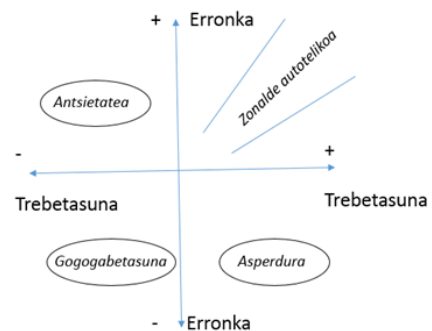 + Erronka
Zonalde autotelikoa
Antsietatea
- +
Trebetasuna Trebetasuna
Gogogabetasuna Asperdura
- Erronka